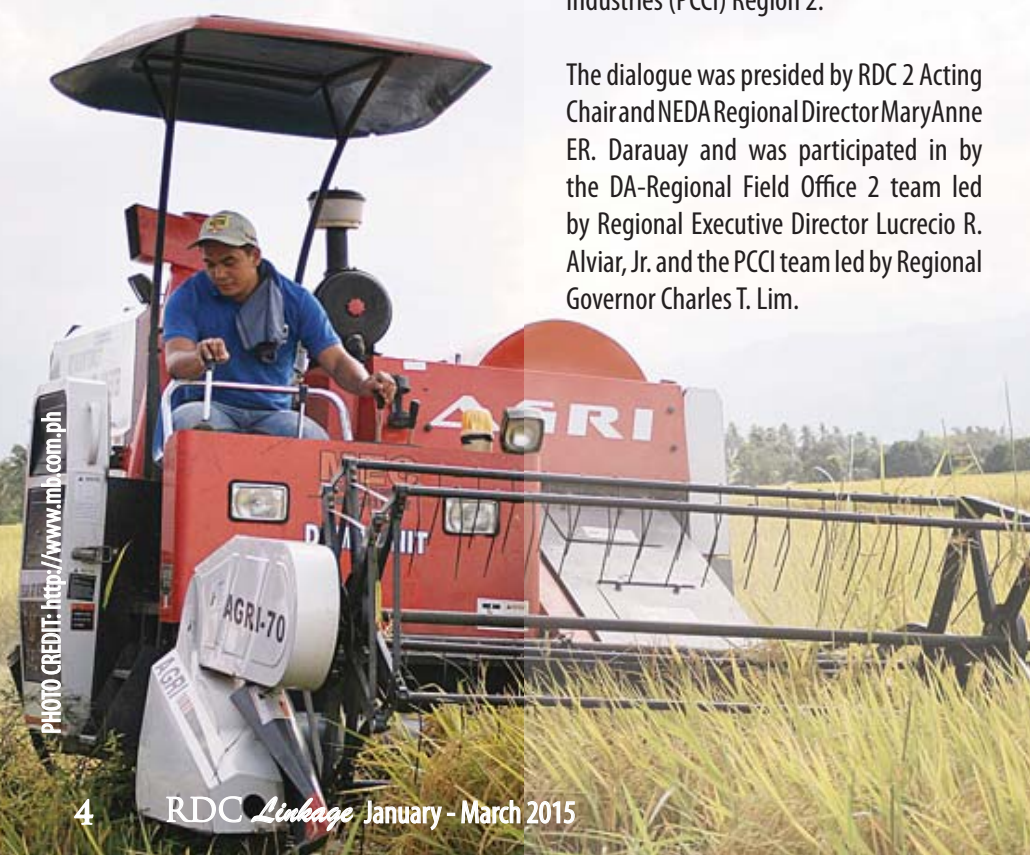 Industries (PCCI) Region 2.
The dialogue was presided by RDC 2 Acting
Chair and NEDA Regional Director Mary Anne
ER. Darauay and was participated in by
the DA-Regional Field Office 2 team led
by Regional Executive Director Lucrecio R.
Alviar, Jr. and the PCCI team led by Regional
Governor Charles T. Lim.
AGRI
MEC
AGRI-70
AGRI
PHOTO CREDIT: http://www.mb.com.ph
4 RDC Linkage January - March 2015